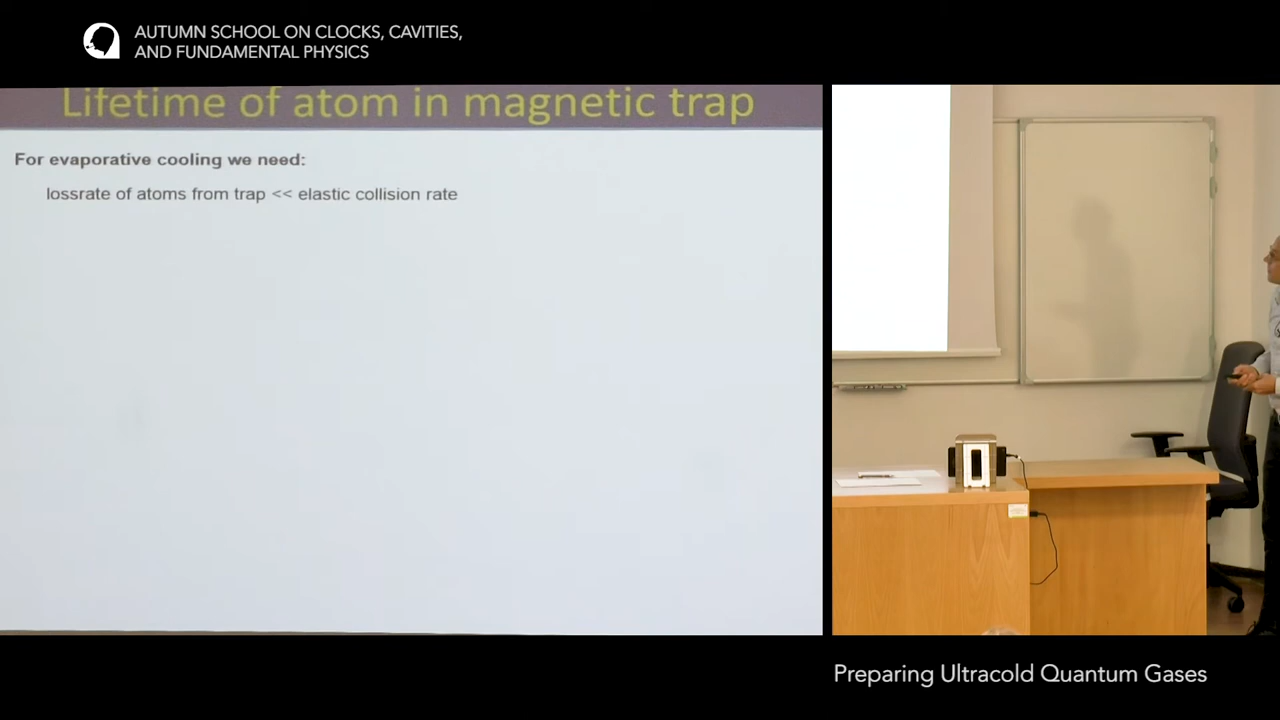 AUTUMN SCHOOL ON CLOCKS, CAVITIES,
AND FUNDAMENTAL PHYSICS
Lifetime of atom in magnetic trap
For evaporative cooling we need:
lossrate of atoms from trap << elastic collision rate
Preparing Ultracold Quantum Gases